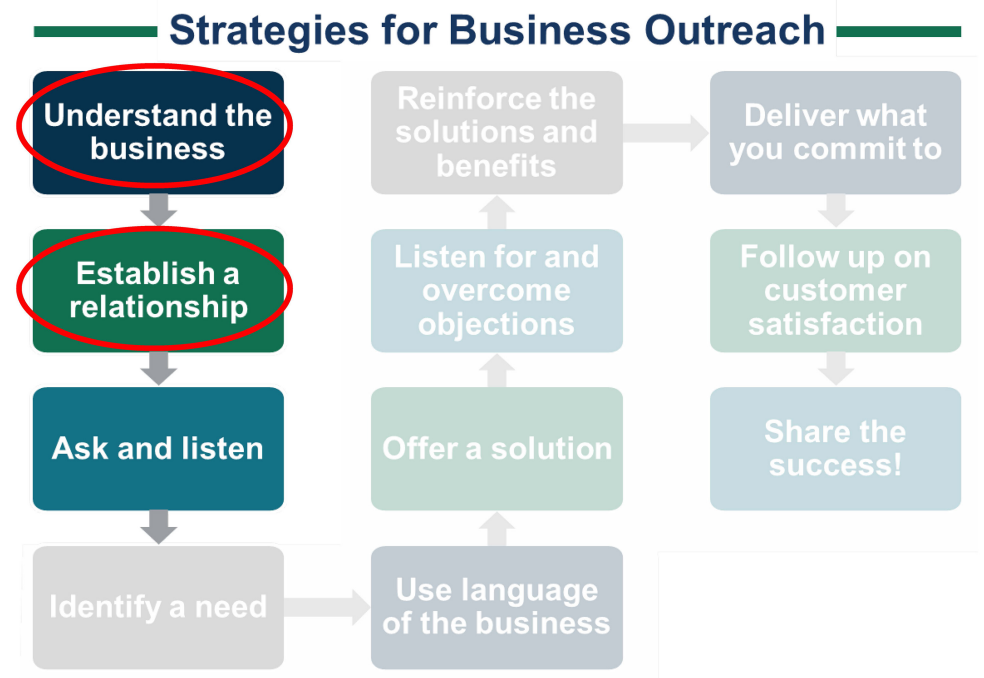 Strategies for Business Outreach
Understand the
business
Establish a
relationship
Ask and listen
Identify a need
Use language
of the business
Offer a solution
Listen for and
overcome
objections
Reinforce the
solutions and
benefits
Deliver what
you commit to
Follow up on
customer
satisfaction
Share the
success!